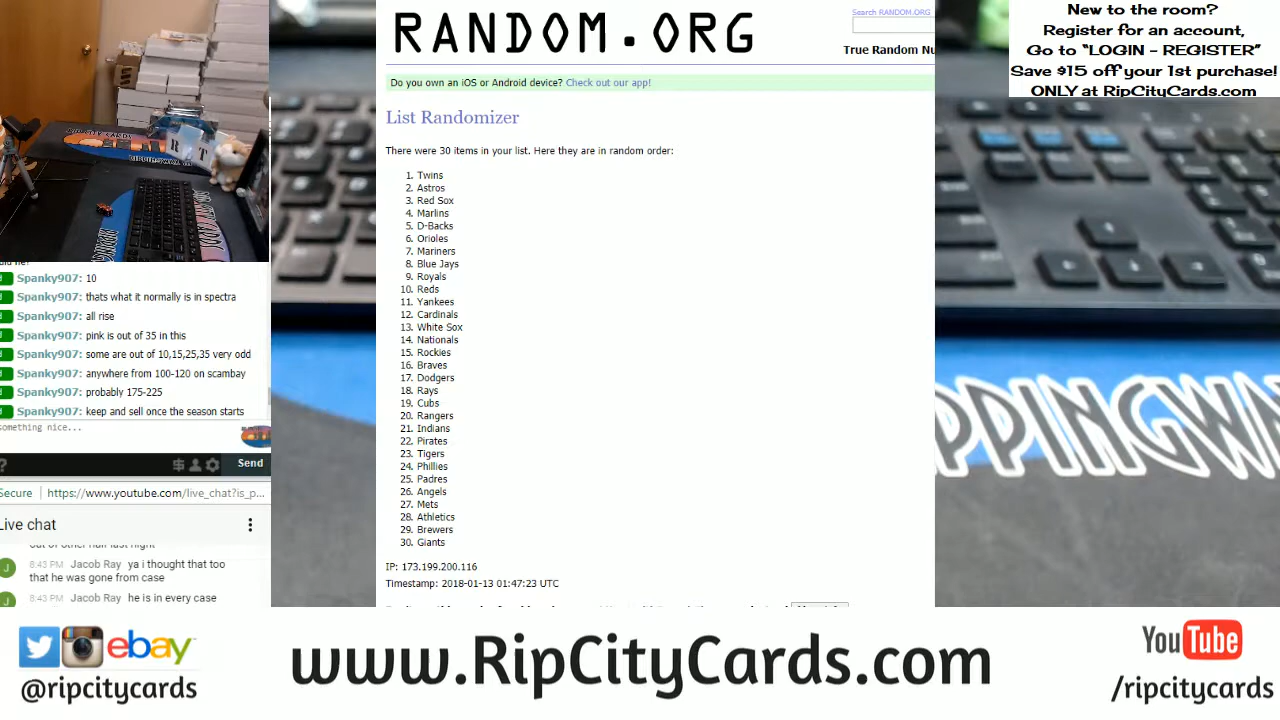 RANDOM.ORG
Search RANDOM.ORG
True Random Nu
Do you own an iOS or Android device? Check out our app!
List Randomizer
There were 30 items in your list. Here they are in random order:
1. Twins
2. Astros
3. Red Sox
4. Marlins
5. D-Backs
6. Orioles
7. Mariners
8. Blue Jays
9. Royals
10. Reds
11. Yankees
12. Cardinals
13. White Sox
14. Nationals
15. Rockies
16. Braves
17. Dodgers
18. Rays
19. Cubs
20. Rangers
21. Indians
22. Pirates
23. Tigers
24. Phillies
25. Padres
26. Angels
27. Mets
28. Athletics
29. Brewers
30. Giants
IP: 173.199.200.116
Timestamp: 2018-01-13 01:47:23 UTC
New to the room?
Register for an account,
Go to “LOGIN - REGISTER”
Save $15 off your 1st purchase!
ONLY at RipCityCards.com
RIP CITY CARDS
R T
Spanky907: 10
Spanky907: thats what it normally is in spectra
Spanky907: all rise
Spanky907: pink is out of 35 in this
Spanky907: some are out of 10,15,25,35 very odd
Spanky907: anywhere from 100-120 on scambay
Spanky907: probably 175-225
Spanky907: keep and sell once the season starts
something nice...
Send
Secure https://www.youtube.com/live_chat?is_p...
Live chat
8:43 PM Jacob Ray ya i thought that too
that he was gone from case
8:43 PM Jacob Ray he is in every case
PPINGWA
ebay
@ripcitycards
www.RipCityCards.com
YouTube
/ripcitycards